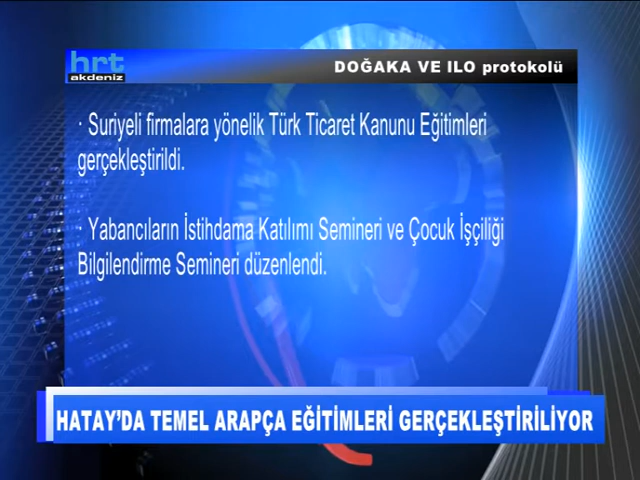 hrt
akdeniz
DOĞAKA VE ILO protokolü
· Suriyeli firmalara yönelik Türk Ticaret Kanunu Eğitimleri
gerçekleştirildi.
· Yabancıların İstihdama Katılımı Semineri ve Çocuk İşçiliği
Bilgilendirme Semineri düzenlendi.
HATAY’DA TEMEL ARAPÇA EĞİTİMLERİ GERÇEKLEŞTİRİLİYOR